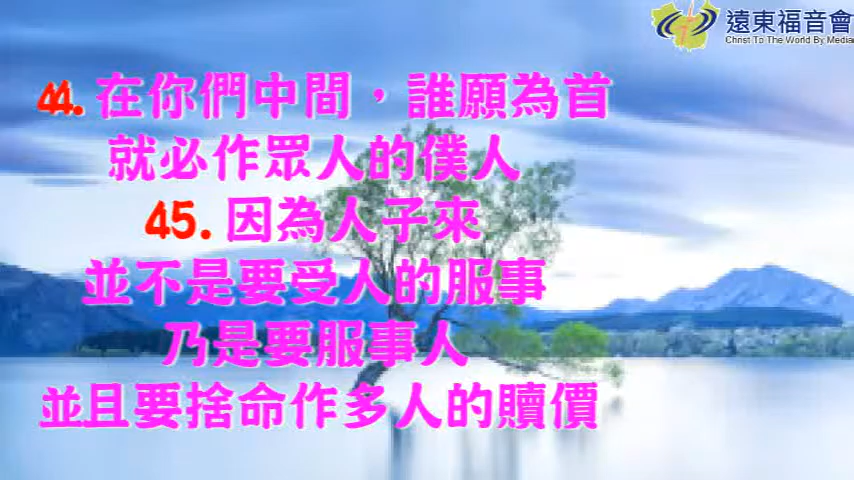 遠東福音會
Christ To The World By Media
44.在你們中間，誰願為首
就必作眾人的僕人
45.因為人子來
並不是要受人的服事
乃是要服事人
並且要捨命作多人的贖價